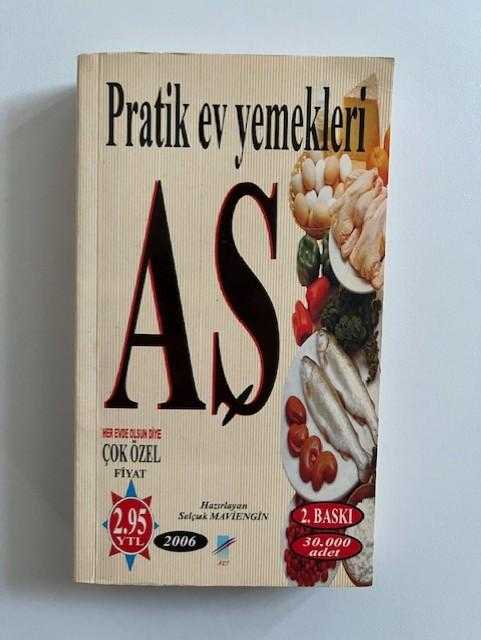 Pratik ev yemekleri
AŞ
HER EVDE OLSUN DİYE
ÇOK ÖZEL
FİYAT
2.95
YTL
2006
Hazırlayan
Selçuk MAVİENGİN
2. BASKI
30.000
adet